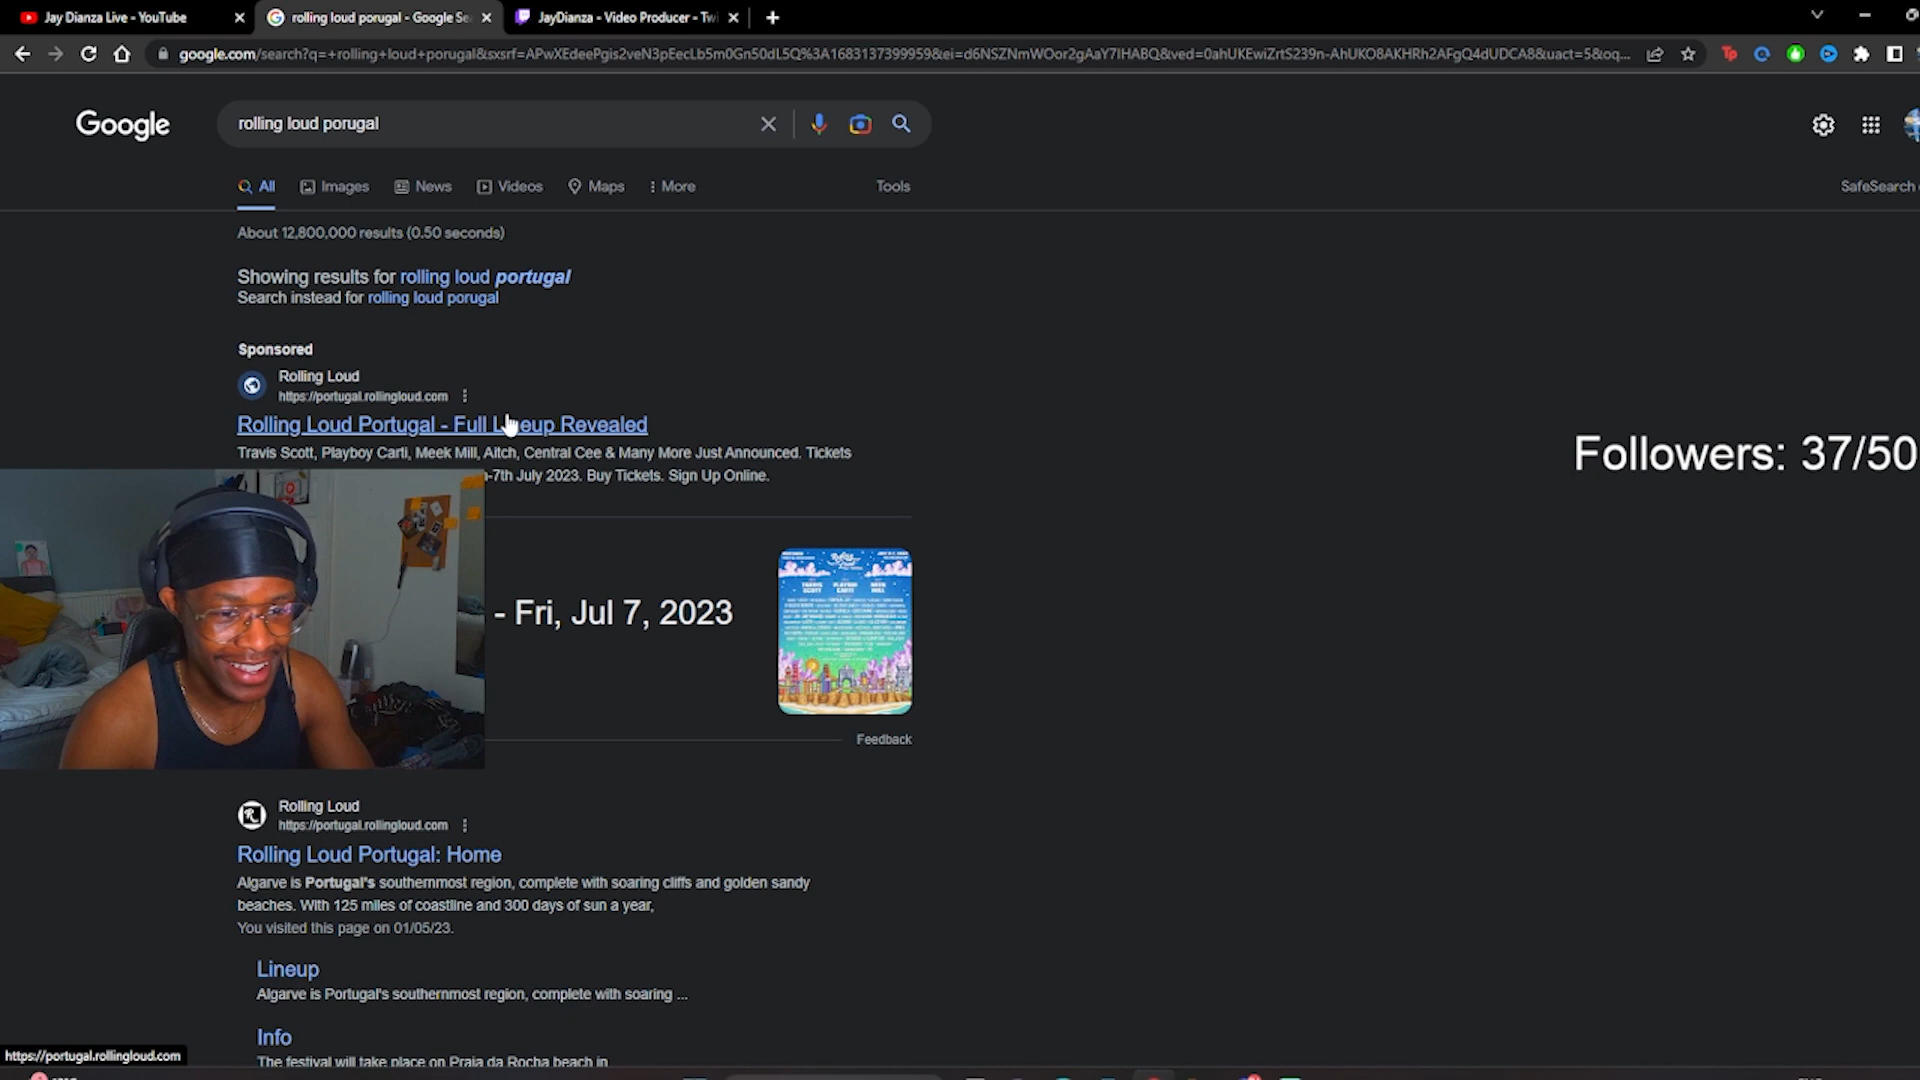 Jay Dianza Live - YouTube
rolling loud porugal - Google Se
JayDianza - Video Producer - Twi
google.com/search?q=+rolling+loud+porugal&sxsrf=APwXEdeePgis2veN3pEecLb5m0Gn50dL5Q%3A1683137399959&ei=d6NSZNmWOor2gAaY7IHABQ&ved=0ahUKEwiZrtS239n-AhUKO8AKHRh2AFgQ4dUDCA8&uact=5&oq...
Google
rolling loud porugal
All
Images
News
Videos
Maps
More
Tools
SafeSearch
About 12,800,000 results (0.50 seconds)
Showing results for rolling loud portugal
Search instead for rolling loud porugal
Sponsored
Rolling Loud
https://portugal.rollingloud.com
Rolling Loud Portugal - Full Lineup Revealed
Travis Scott, Playboy Carti, Meek Mill, Aitch, Central Cee & Many More Just Announced. Tickets
-7th July 2023. Buy Tickets. Sign Up Online.
Followers: 37/50
- Fri, Jul 7, 2023
TRAVIS SCOTT
PLAYBOI CARTI
MEEK MILL
Feedback
Rolling Loud
https://portugal.rollingloud.com
Rolling Loud Portugal: Home
Algarve is Portugal's southernmost region, complete with soaring cliffs and golden sandy
beaches. With 125 miles of coastline and 300 days of sun a year,
You visited this page on 01/05/23.
Lineup
Algarve is Portugal's southernmost region, complete with soaring ...
Info
The festival will take place on Praia da Rocha beach in
https://portugal.rollingloud.com